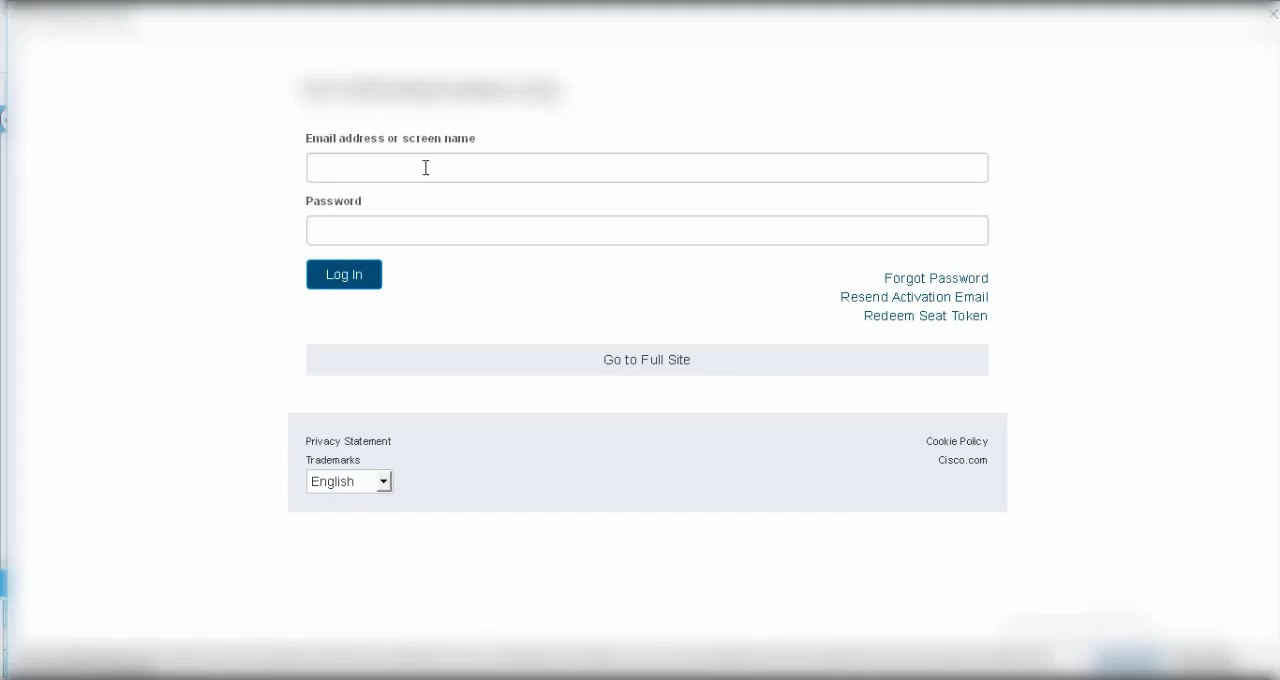 Email address or screen name
Password
Log In
Forgot Password
Resend Activation Email
Redeem Seat Token
Go to Full Site
Privacy Statement
Cookie Policy
Trademarks
Cisco.com
English